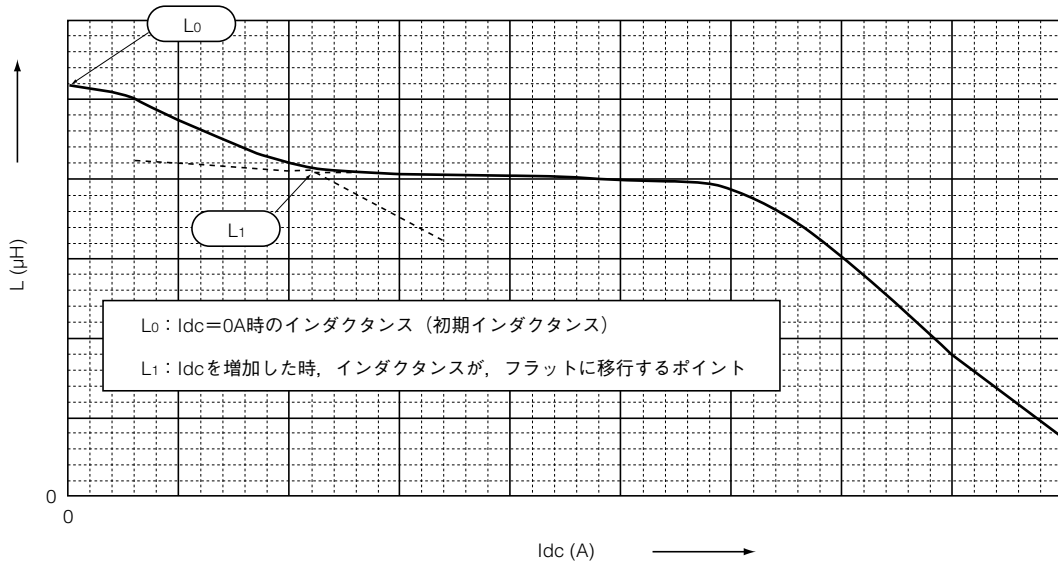 L0
L1
L (μH)
L0：Idc＝0A時のインダクタンス（初期インダクタンス）
L1：Idcを増加した時，インダクタンスが，フラットに移行するポイント
0
0
Idc (A)